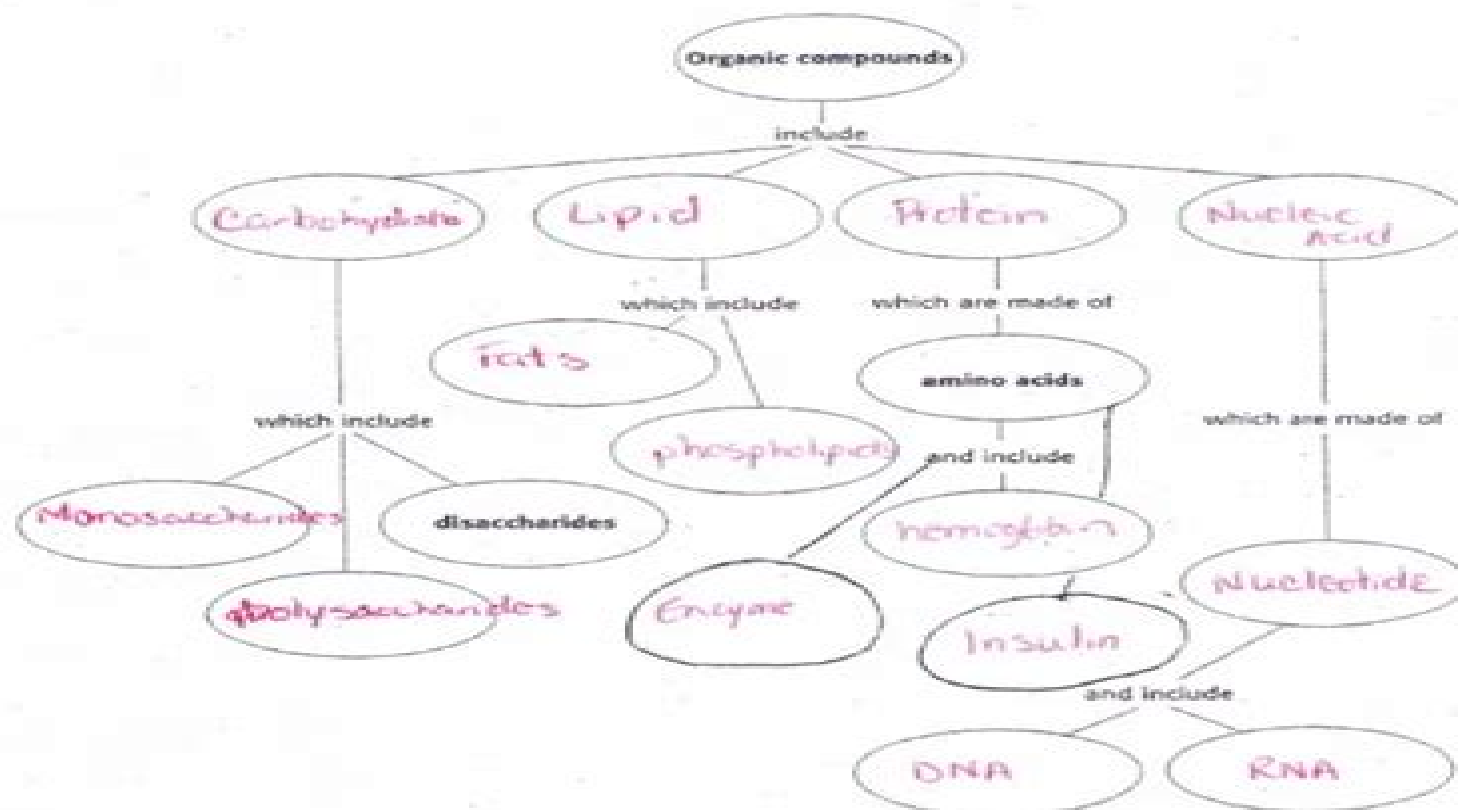 Organic compounds
include
Carbohydrate
Lipid
Protein
Nucleic
Acid
which include
which are made of
Fats
amino acids
which include
which are made of
phospholipids
and include
Monosaccharides
disaccharides
hemoglobin
Nucleotide
Polysaccharides
Encyme
Insulin
and include
DNA
RNA